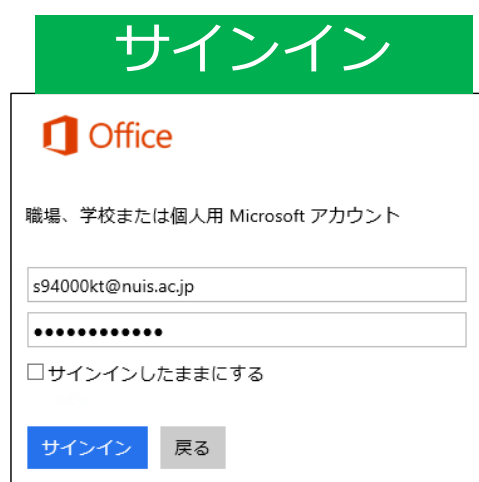 サインイン
Office
職場、学校または個人用 Microsoft アカウント
s94000kt@nuis.ac.jp
●●●●●●●●●●●●
サインインしたままにする
サインイン 戻る